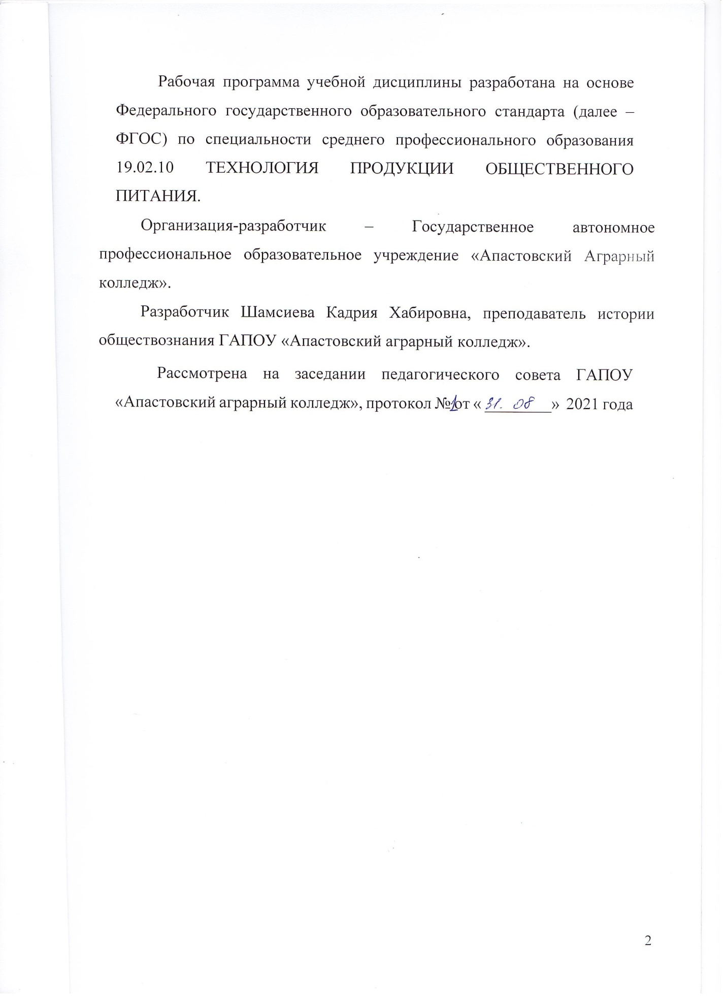 Рабочая программа учебной дисциплины разработана на основе
Федерального государственного образовательного стандарта (далее –
ФГОС) по специальности среднего профессионального образования
19.02.10 ТЕХНОЛОГИЯ ПРОДУКЦИИ ОБЩЕСТВЕННОГО
ПИТАНИЯ.
Организация-разработчик – Государственное автономное
профессиональное образовательное учреждение «Апастовский Аграрный
колледж».
Разработчик Шамсиева Кадрия Хабировна, преподаватель истории
обществознания ГАПОУ «Апастовский аграрный колледж».
Рассмотрена на заседании педагогического совета ГАПОУ
«Апастовский аграрный колледж», протокол №1от « 31. 08 » 2021 года
2